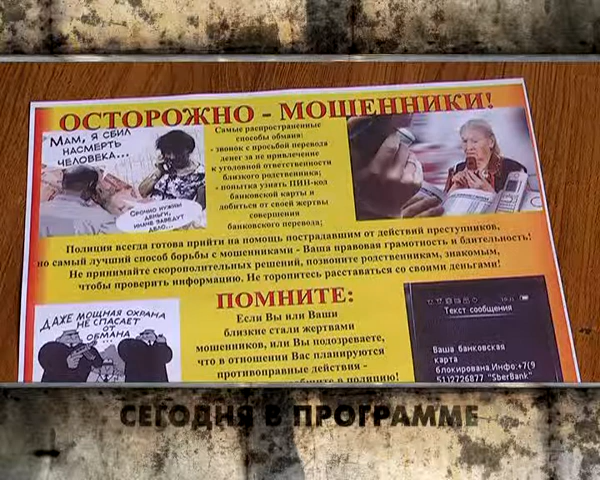 ОСТОРОЖНО - МОШЕННИКИ!
МАМ, Я СБИЛ
НАСМЕРТЬ
ЧЕЛОВЕКА...
СРОЧНО НУЖНЫ
ДЕНЬГИ,
ИНАЧЕ ЗАВЕДУТ
ДЕЛО...
Самые распространенные
способы обмана:
- звонок с просьбой перевода
денег за не привлечение
к уголовной ответственности
близкого родственника;
- попытка узнать ПИН-код
банковской карты и
добиться от своей жертвы
совершения
банковского перевода;
Полиция всегда готова прийти на помощь пострадавшим от действий преступников,
но самый лучший способ борьбы с мошенниками - Ваша правовая грамотность и бдительность!
Не принимайте скорополительных решений, позвоните родственникам, знакомым,
чтобы проверить информацию. Не торопитесь расставаться со своими деньгами!
ДАЖЕ МОЩНАЯ ОХРАНА
НЕ СПАСАЕТ
ОТ
ОБМАНА...
ПОМНИТЕ:
Если Вы или Ваши
близкие стали жертвами
мошенников, или Вы подозреваете,
что в отношении Вас планируются
противоправные действия -
в полицию!
Текст сообщения
Ваша банковская
карта
блокирована.Инфо:+7(9
51)2726877 "SberBank"
СЕГОДНЯ В ПРОГРАММЕ